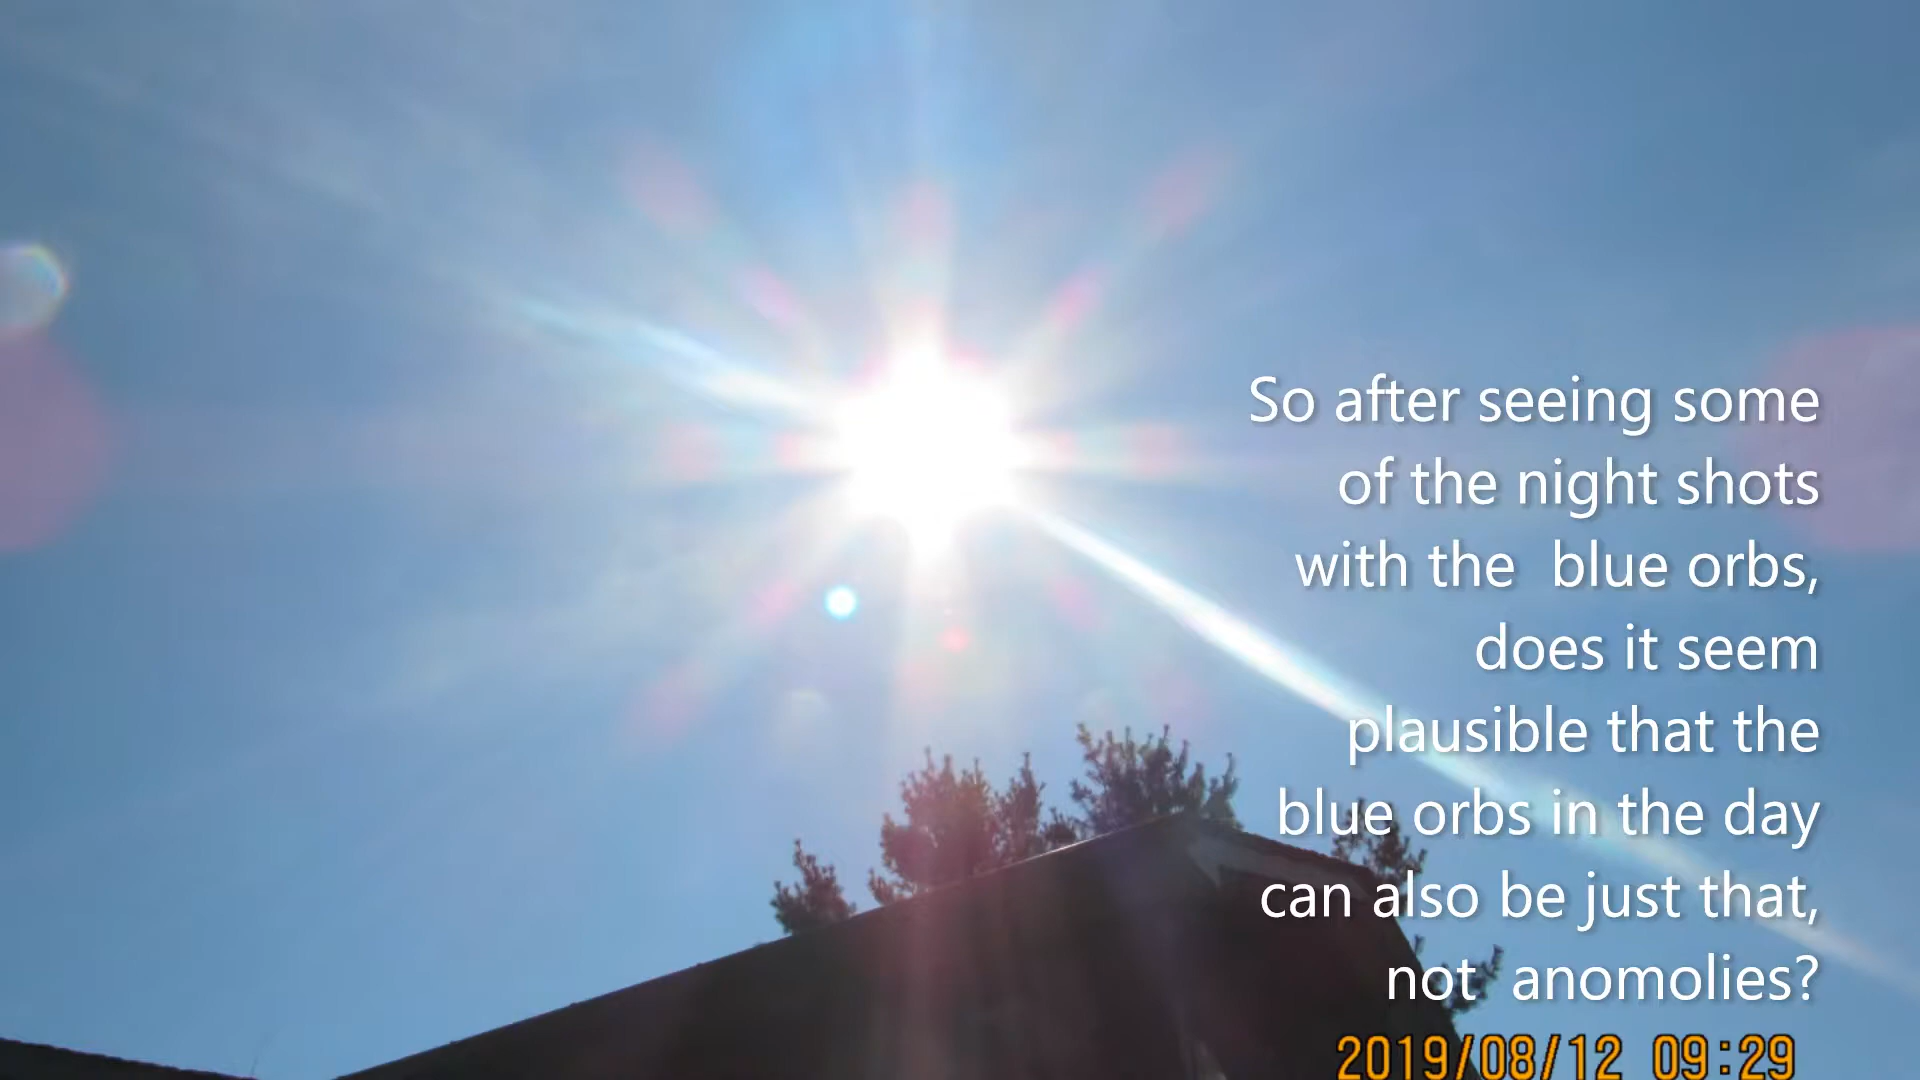 So after seeing some
of the night shots
with the  blue orbs,
does it seem
plausible that the
blue orbs in the day
can also be just that,
not  anomolies?
2019/08/12 09:29